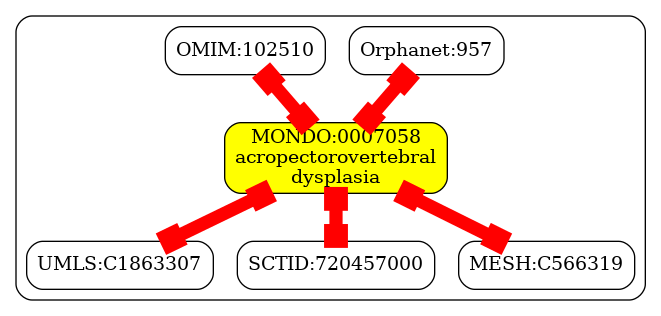 OMIM:102510
Orphanet:957
MONDO:0007058
acropectorovertebral
dysplasia
UMLS:C1863307
SCTID:720457000
MESH:C566319